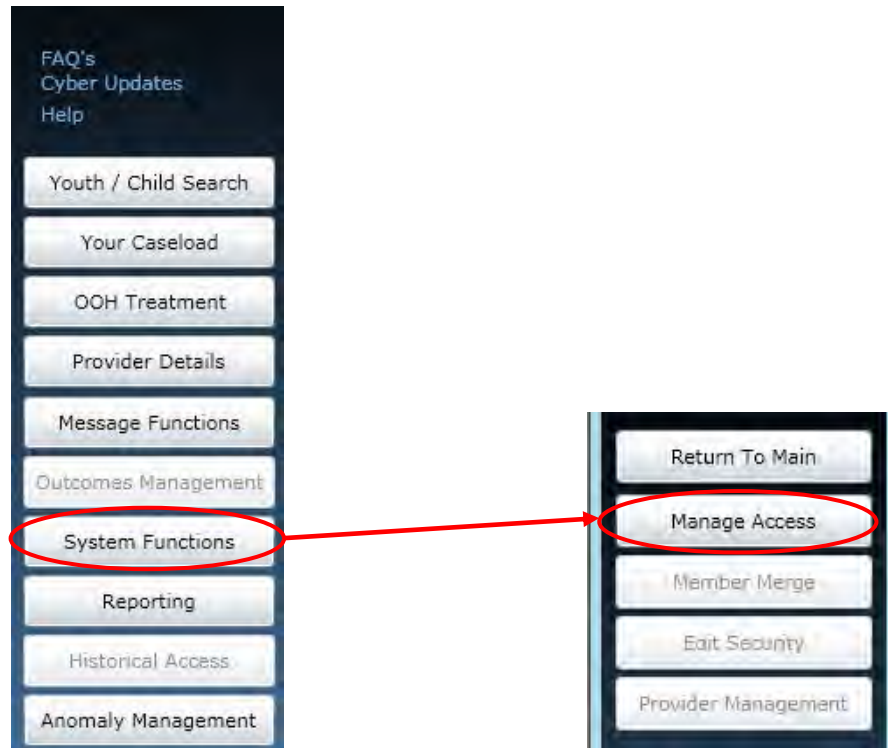 FAQ's
Cyber Updates
Help
Youth / Child Search
Your Caseload
OOH Treatment
Provider Details
Message Functions
Outcomes Management
System Functions
Reporting
Historical Access
Anomaly Management
Return To Main
Manage Access
Member Merge
Edit Security
Provider Management